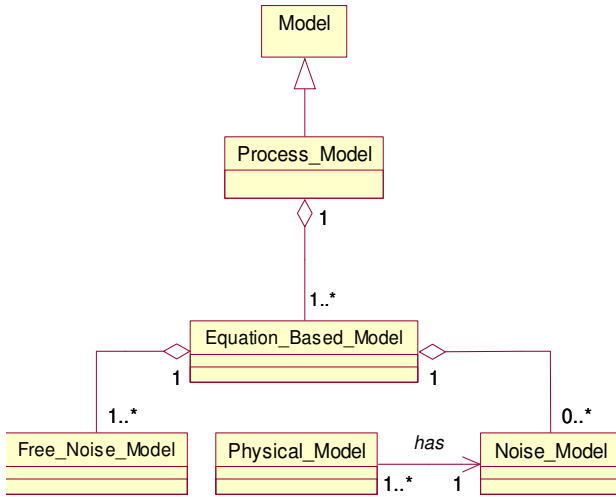 Model
Process_Model
1
1..*
Equation_Based_Model
1
1
1..*
0..*
Free_Noise_Model
Physical_Model
has
Noise_Model
1..*
1